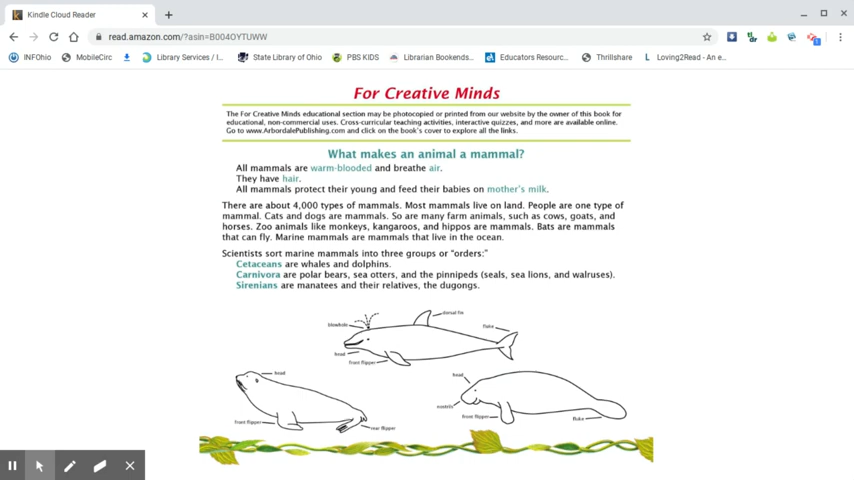 Kindle Cloud Reader
read.amazon.com/?asin=B004OYTUWW
INFOhio MobileCirc Library Services / I... State Library of Ohio PBS KIDS Librarian Bookends... Educators Resourc... Thrillshare Loving2Read - An e...
For Creative Minds
The For Creative Minds educational section may be photocopied or printed from our website by the owner of this book for
educational, non-commercial uses. Cross-curricular teaching activities, interactive quizzes, and more are available online.
Go to www.ArbordalePublishing.com and click on the book's cover to explore all the links.
What makes an animal a mammal?
All mammals are warm-blooded and breathe air.
They have hair.
All mammals protect their young and feed their babies on mother's milk.
There are about 4,000 types of mammals. Most mammals live on land. People are one type of
mammal. Cats and dogs are mammals. So are many farm animals, such as cows, goats, and
horses. Zoo animals like monkeys, kangaroos, and hippos are mammals. Bats are mammals
that can fly. Marine mammals are mammals that live in the ocean.
Scientists sort marine mammals into three groups or "orders:"
Cetaceans are whales and dolphins.
Carnivora are polar bears, sea otters, and the pinnipeds (seals, sea lions, and walruses).
Sirenians are manatees and their relatives, the dugongs.
dorsal fin
blowhole
fluke
head
front flipper
head
front flipper
rear flipper
head
nostrils
front flipper
fluke